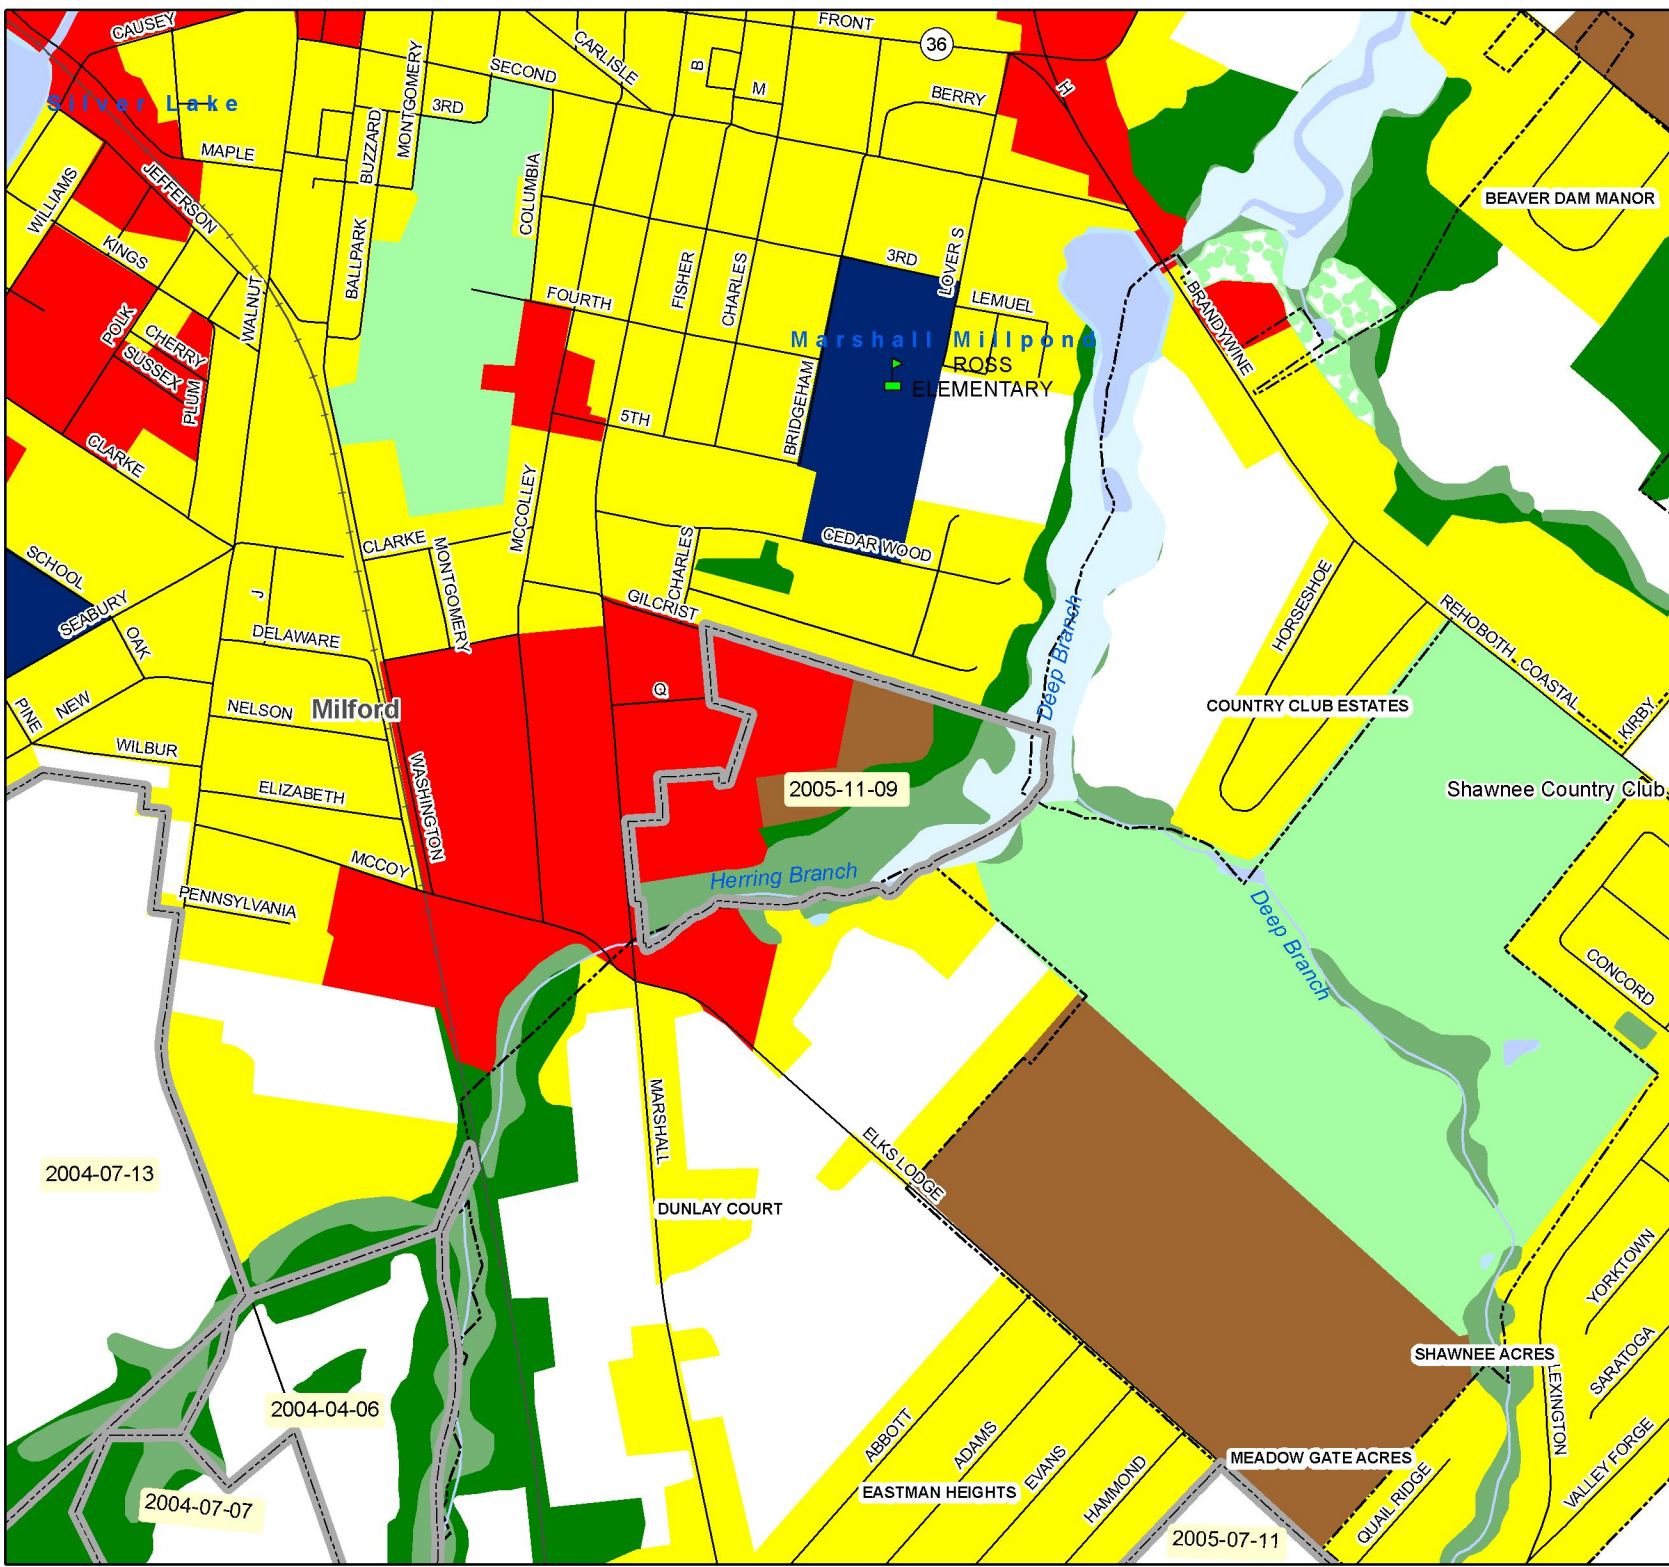 CAUSEY
FRONT
36
CARLISLE
SECOND
MONTGOMERY
B
M
H
BERRY
Silver Lake
3RD
BUZZARD
MAPLE
COLUMBIA
WILLIAMS
JEFFERSON
BEAVER DAM MANOR
KINGS
BALLPARK
WALNUT
FISHER
CHARLES
3RD
LOVER S
FOURTH
LEMUEL
BRANDYWINE
POLK
CHERRY
SUSSEX
PLUM
Marshall Millpond
ROSS
ELEMENTARY
BRIDGEHAM
5TH
CLARKE
MCCOLLEY
CLARKE
MONTGOMERY
CHARLES
CEDAR WOOD
SCHOOL
SEABURY
J
OAK
DELAWARE
GILCRIST
HORSESHOE
REHOBOTH COASTAL
KIRBY
Deep Branch
PINE
NEW
NELSON
Milford
Q
COUNTRY CLUB ESTATES
WILBUR
WASHINGTON
ELIZABETH
2005-11-09
Shawnee Country Club
MCCOY
Herring Branch
PENNSYLVANIA
Deep Branch
CONCORD
MARSHALL
2004-07-13
ELKS LODGE
DUNLAY COURT
YORKTOWN
SHAWNEE ACRES
SARATOGA
LEXINGTON
2004-04-06
ABBOTT
ADAMS
EVANS
HAMMOND
MEADOW GATE ACRES
VALLEY FORGE
EASTMAN HEIGHTS
QUAIL RIDGE
2004-07-07
2005-07-11